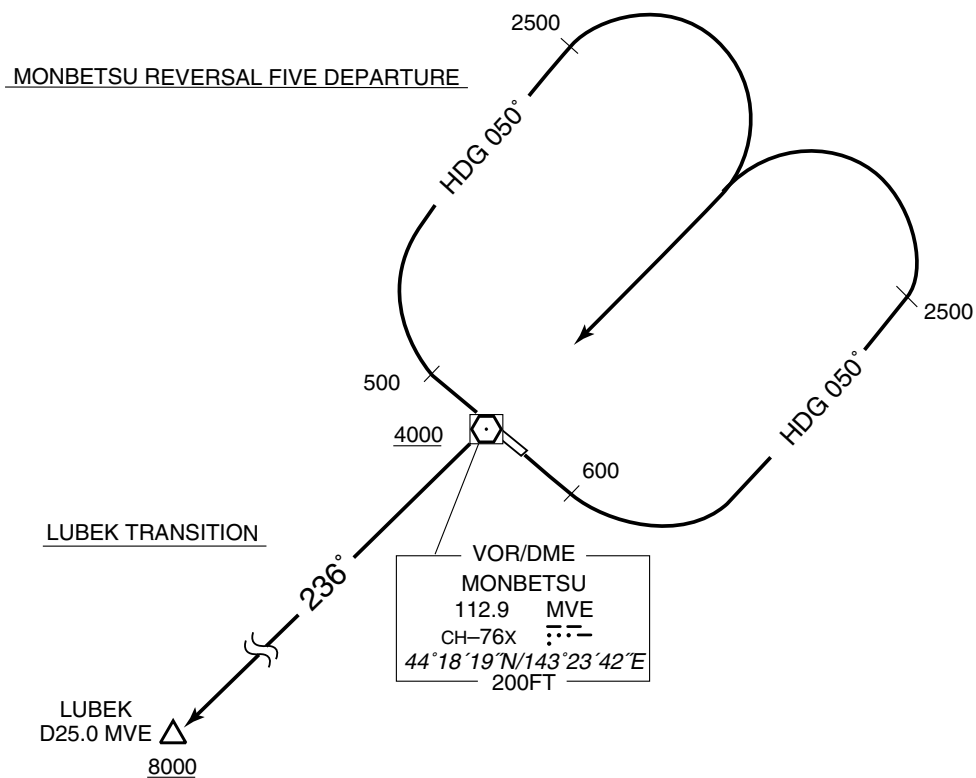 2500
MONBETSU REVERSAL FIVE DEPARTURE
HDG 050°
2500
500
4000
HDG 050°
600
LUBEK TRANSITION
236°
VOR/DME
MONBETSU
112.9 MVE
CH–76X
44°18´19˝N/143°23´42˝E
200FT
LUBEK
D25.0 MVE
8000